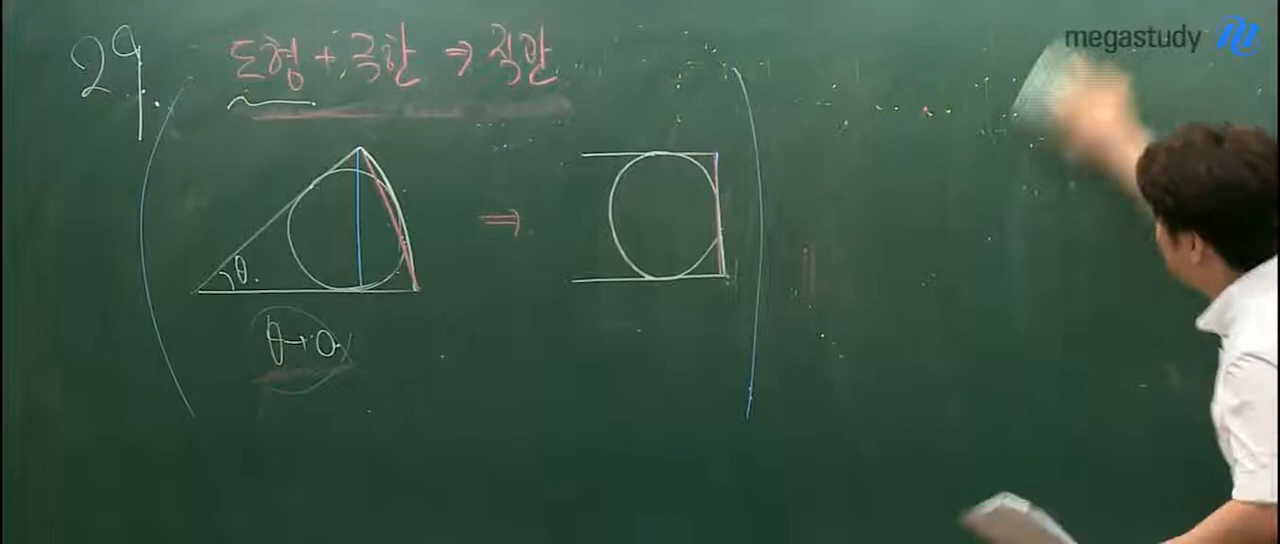 megastudy
29.
도형 + 극한 → 직관
θ
⇒
θ→0